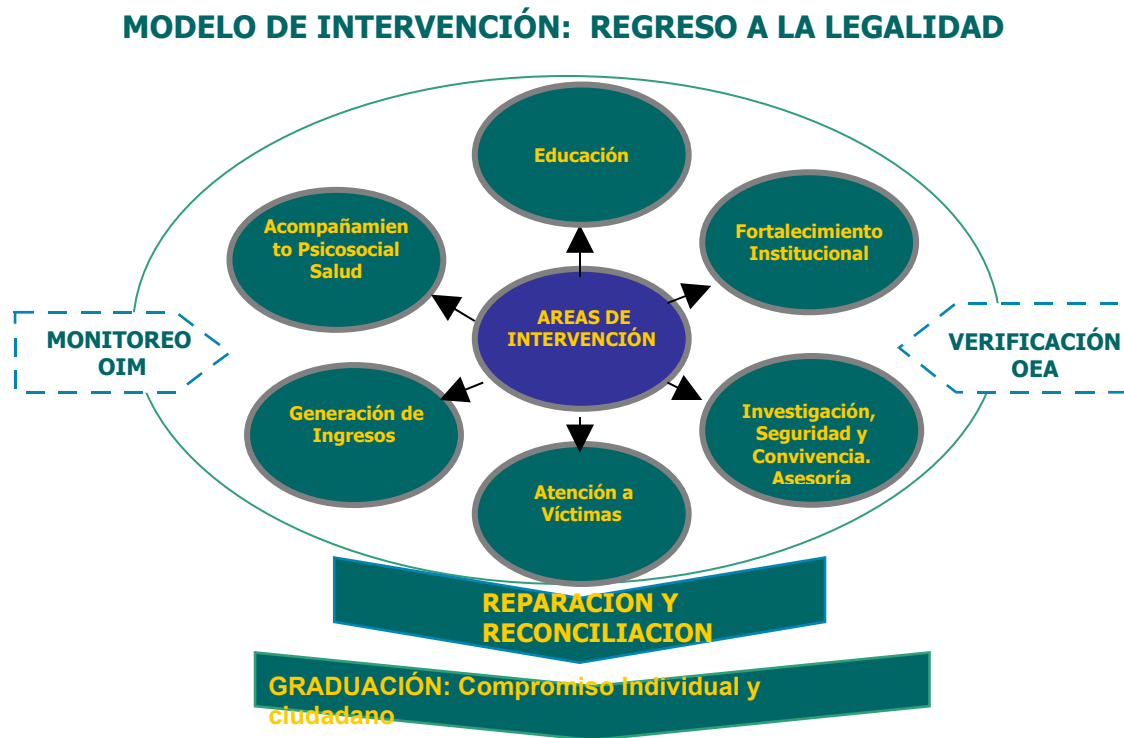 MODELO DE INTERVENCIÓN: REGRESO A LA LEGALIDAD
Educación
Acompañamien
to Psicosocial
Salud
Fortalecimiento
Institucional
AREAS DE
INTERVENCIÓN
MONITOREO
OIM
VERIFICACIÓN
OEA
Generación de
Ingresos
Investigación,
Seguridad y
Convivencia.
Asesoría
Atención a
Víctimas
REPARACION Y
RECONCILIACION
GRADUACIÓN: Compromiso Individual y
ciudadano